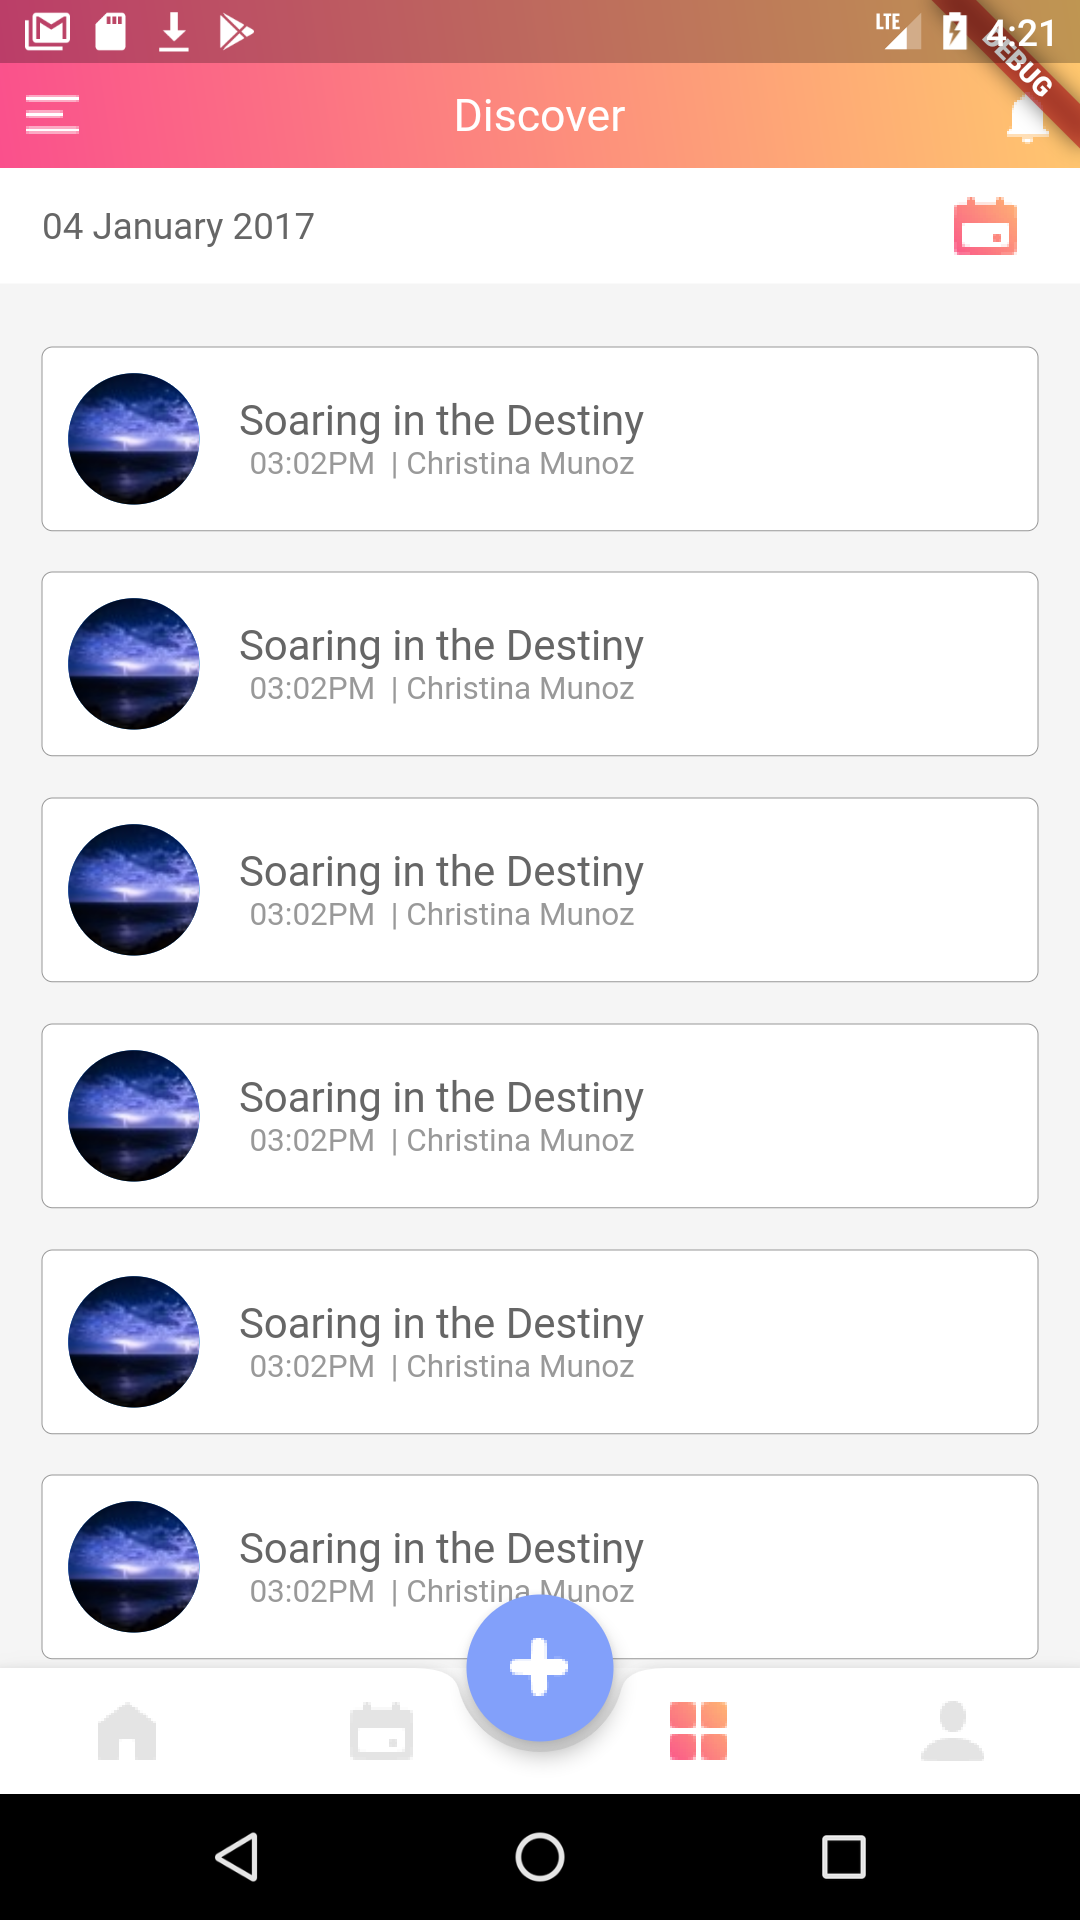 LTE 4:21
DEBUG
Discover
04 January 2017
Soaring in the Destiny
03:02PM | Christina Munoz
Soaring in the Destiny
03:02PM | Christina Munoz
Soaring in the Destiny
03:02PM | Christina Munoz
Soaring in the Destiny
03:02PM | Christina Munoz
Soaring in the Destiny
03:02PM | Christina Munoz
Soaring in the Destiny
03:02PM | Christina Munoz